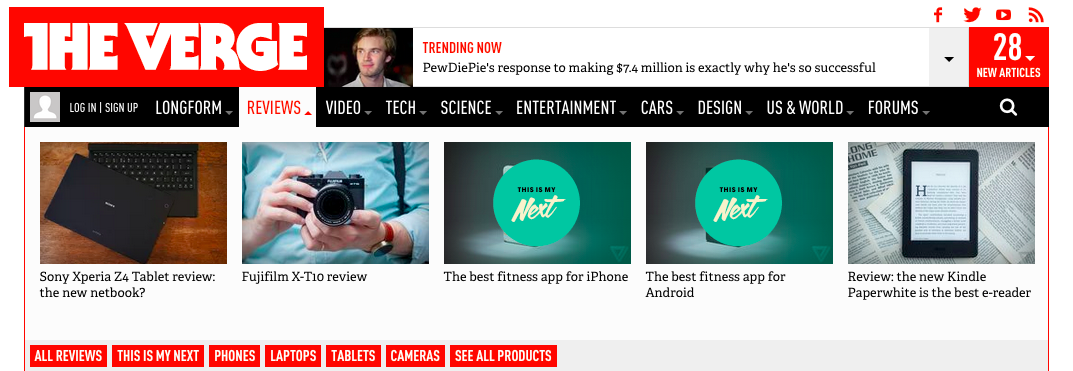 THE VERGE
TRENDING NOW
PewDiePie's response to making $7.4 million is exactly why he's so successful
28
NEW ARTICLES
LOG IN | SIGN UP
LONGFORM
REVIEWS
VIDEO
TECH
SCIENCE
ENTERTAINMENT
CARS
DESIGN
US & WORLD
FORUMS
SONY
FUJIFILM
THIS IS MY
Next
THIS IS MY
Next
Sony Xperia Z4 Tablet review:
the new netbook?
Fujifilm X-T10 review
The best fitness app for iPhone
The best fitness app for
Android
Review: the new Kindle
Paperwhite is the best e-reader
ALL REVIEWS
THIS IS MY NEXT
PHONES
LAPTOPS
TABLETS
CAMERAS
SEE ALL PRODUCTS